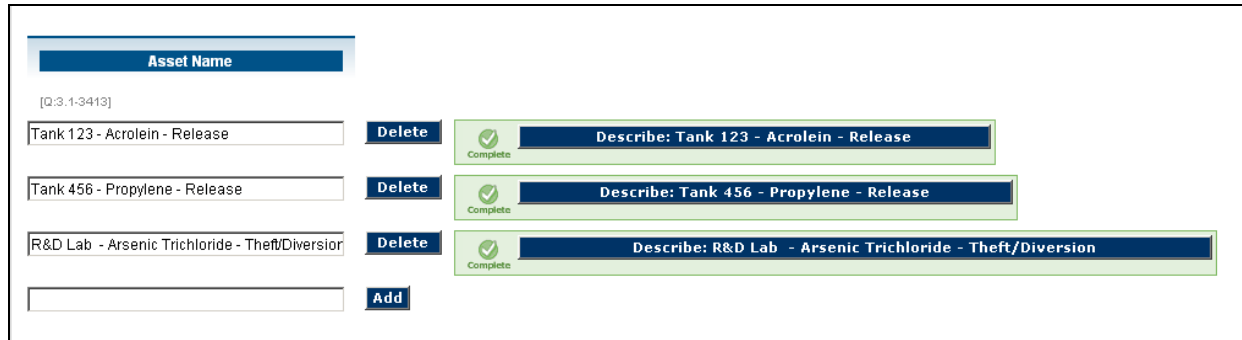 Asset Name
[Q:3.1-3413]
Tank 123 - Acrolein - Release Delete Complete Describe: Tank 123 - Acrolein - Release
Tank 456 - Propylene - Release Delete Complete Describe: Tank 456 - Propylene - Release
R&D Lab  - Arsenic Trichloride - Theft/Diversion Delete Complete Describe: R&D Lab  - Arsenic Trichloride - Theft/Diversion
Add